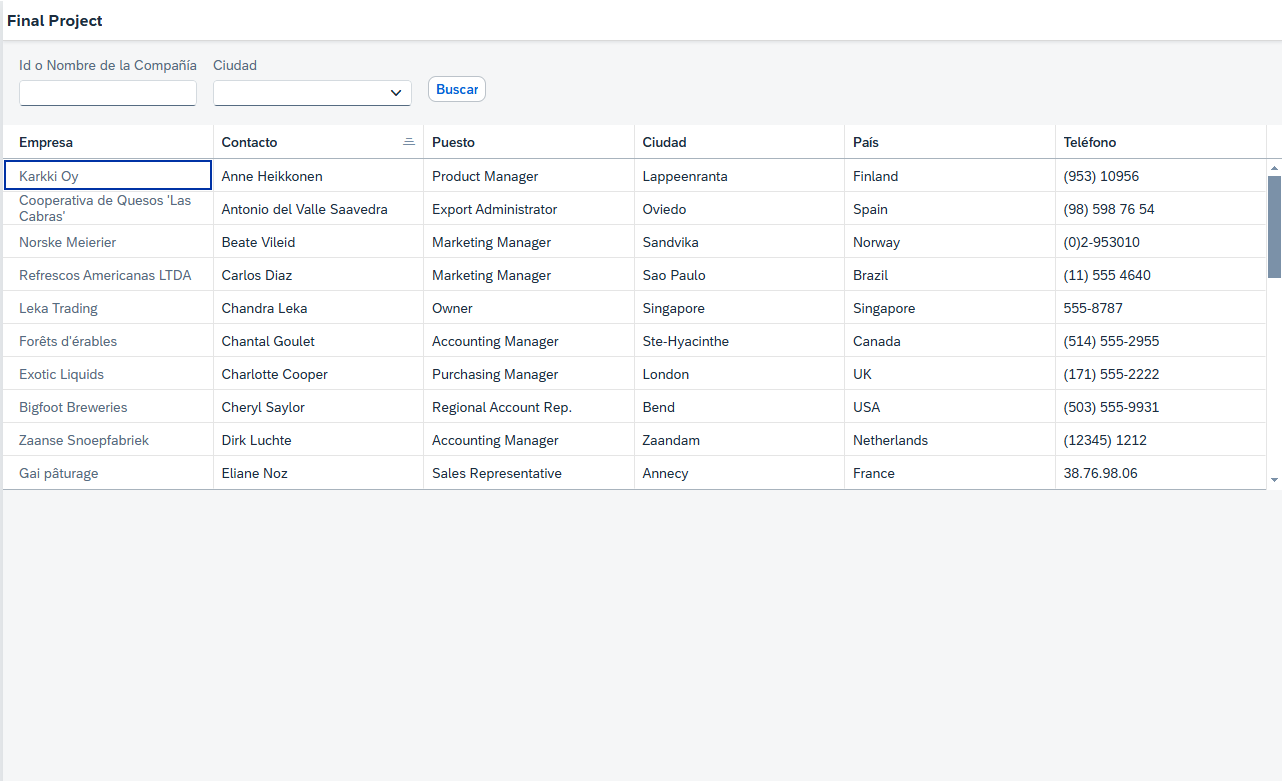 Final Project
Id o Nombre de la Compañía Ciudad
Buscar
Empresa Contacto Puesto Ciudad País Teléfono
Karkki Oy Anne Heikkonen Product Manager Lappeenranta Finland (953) 10956
Cooperativa de Quesos 'Las
Cabras' Antonio del Valle Saavedra Export Administrator Oviedo Spain (98) 598 76 54
Norske Meierier Beate Vileid Marketing Manager Sandvika Norway (0)2-953010
Refrescos Americanas LTDA Carlos Diaz Marketing Manager Sao Paulo Brazil (11) 555 4640
Leka Trading Chandra Leka Owner Singapore Singapore 555-8787
Forêts d'érables Chantal Goulet Accounting Manager Ste-Hyacinthe Canada (514) 555-2955
Exotic Liquids Charlotte Cooper Purchasing Manager London UK (171) 555-2222
Bigfoot Breweries Cheryl Saylor Regional Account Rep. Bend USA (503) 555-9931
Zaanse Snoepfabriek Dirk Luchte Accounting Manager Zaandam Netherlands (12345) 1212
Gai pâturage Eliane Noz Sales Representative Annecy France 38.76.98.06